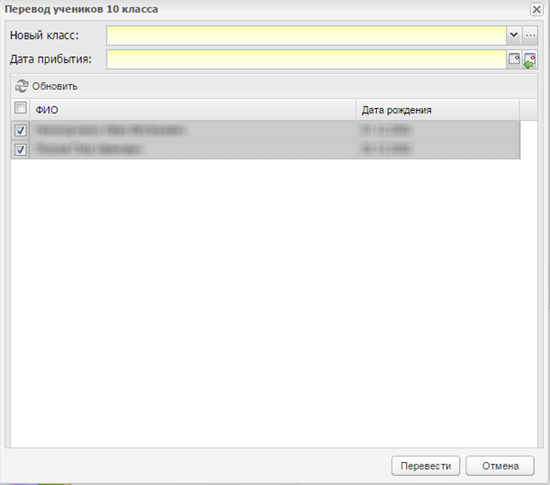 Перевод учеников 10 класса
Новый класс:
Дата прибытия:
Обновить
ФИО Дата рождения
Перевести Отмена